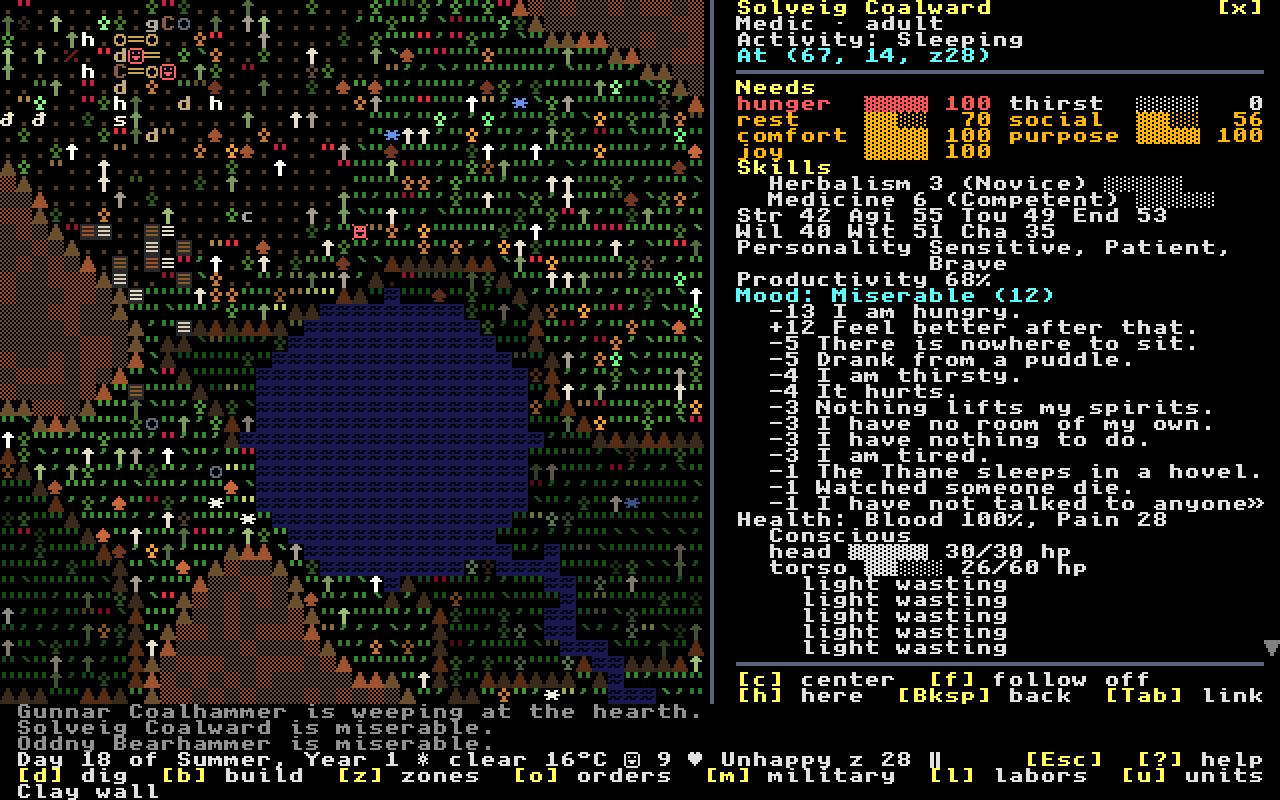 Solveig Coalward [x]
Medic · adult
Activity: Sleeping
At (67, 14, z28)
Needs
hunger 100 thirst 0
rest 70 social 56
comfort 100 purpose 100
joy 100
Skills
Herbalism 3 (Novice)
Medicine 6 (Competent)
Str 42 Agi 55 Tou 49 End 53
Wil 40 Wit 51 Cha 35
Personality Sensitive, Patient,
Brave
Productivity 68%
Mood: Miserable (12)
-13 I am hungry.
+12 Feel better after that.
-5 There is nowhere to sit.
-5 Drank from a puddle.
-4 I am thirsty.
-4 It hurts.
-3 Nothing lifts my spirits.
-3 I have no room of my own.
-3 I have nothing to do.
-3 I am tired.
-1 The Thane sleeps in a hovel.
-1 Watched someone die.
-1 I have not talked to anyone»
Health: Blood 100%, Pain 28
Conscious
head 30/30 hp
torso 26/60 hp
light wasting
light wasting
light wasting
light wasting
light wasting
[c] center [f] follow off
[h] here [Bksp] back [Tab] link
Gunnar Coalhammer is weeping at the hearth.
Solveig Coalward is miserable.
Oddny Bearhammer is miserable.
Day 18 of Summer, Year 1 * clear 16°C ☺ 9 ♥ Unhappy z 28 ‖ [Esc] [?] help
[d] dig [b] build [z] zones [o] orders [m] military [l] labors [u] units
Clay wall